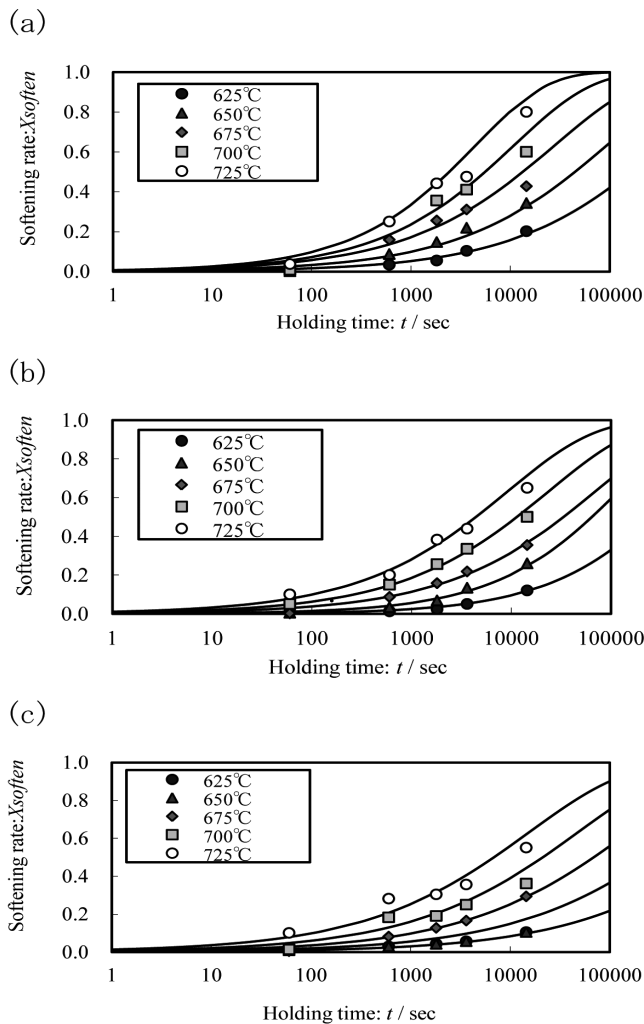 (a)
Softening rate:Xsoften
1.0
0.8
0.6
0.4
0.2
0.0
625℃
650℃
675℃
700℃
725℃
1 10 100 1000 10000 100000
Holding time: t / sec
(b)
Softening rate:Xsoften
1.0
0.8
0.6
0.4
0.2
0.0
625℃
650℃
675℃
700℃
725℃
1 10 100 1000 10000 100000
Holding time: t / sec
(c)
Softening rate:Xsoften
1.0
0.8
0.6
0.4
0.2
0.0
625℃
650℃
675℃
700℃
725℃
1 10 100 1000 10000 100000
Holding time: t / sec